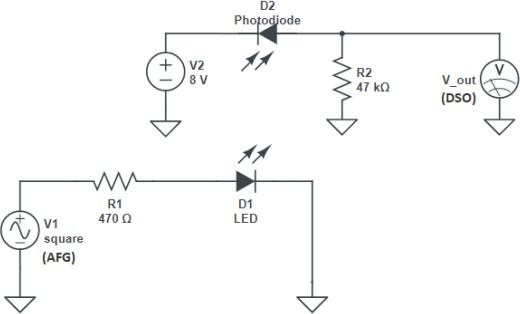 D2
Photodiode
V2
8 V
R2
47 kΩ
V
V_out
(DSO)
R1
470 Ω
D1
LED
V1
square
(AFG)